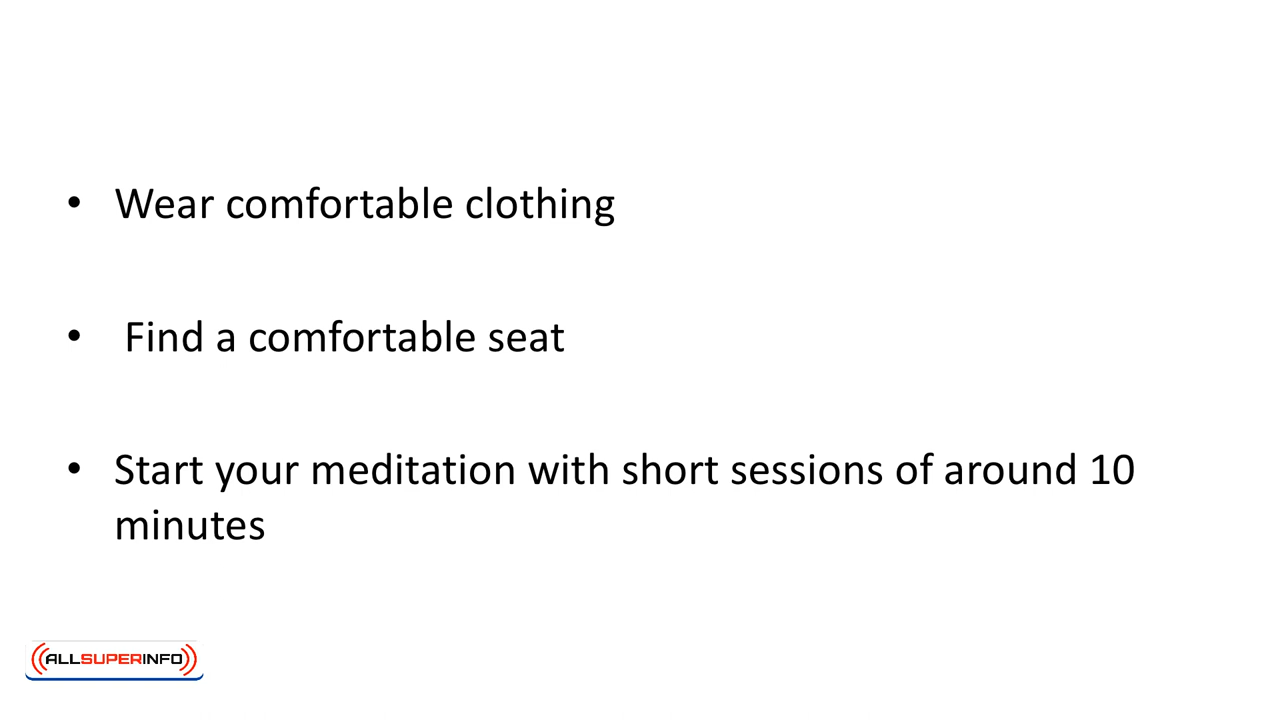 • Wear comfortable clothing
• Find a comfortable seat
• Start your meditation with short sessions of around 10
minutes
ALLSUPERINFO